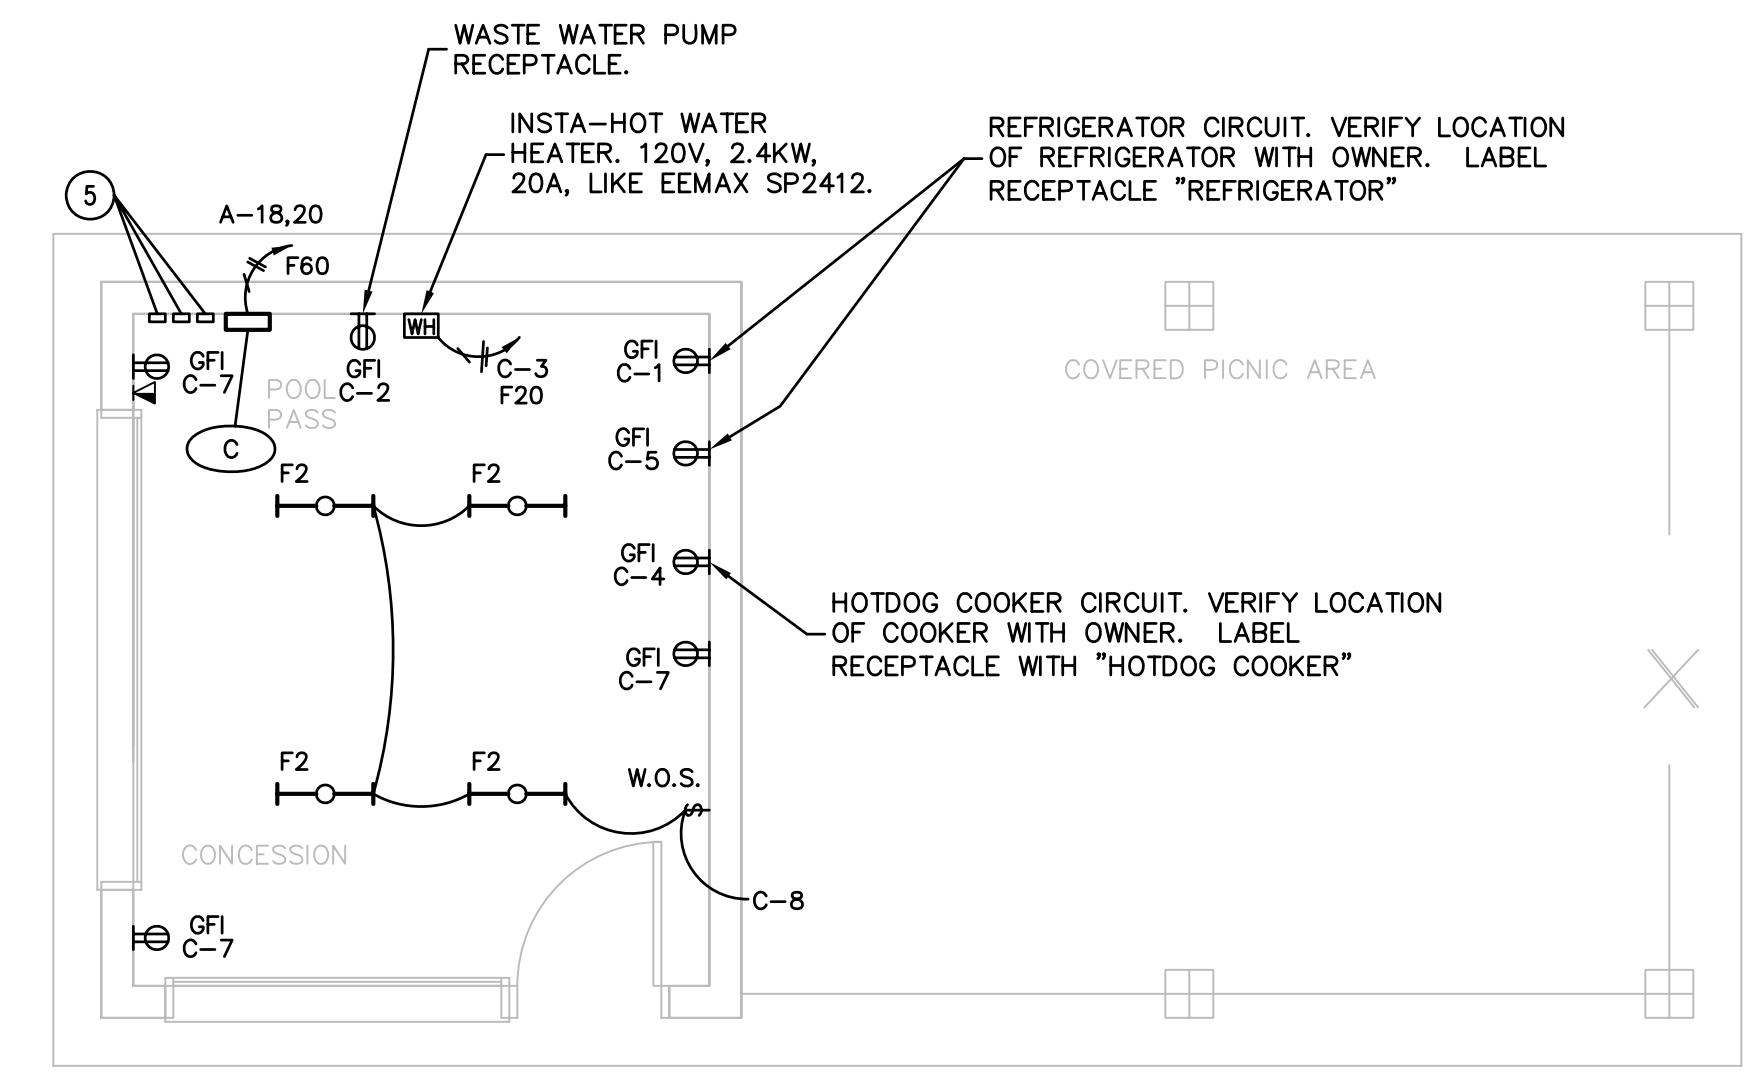 WASTE WATER PUMP
RECEPTACLE.
INSTA-HOT WATER
HEATER. 120V, 2.4KW,
20A, LIKE EEMAX SP2412.
REFRIGERATOR CIRCUIT. VERIFY LOCATION
OF REFRIGERATOR WITH OWNER. LABEL
RECEPTACLE "REFRIGERATOR"
5
A-18,20
F60
WH
GFI
C-7
GFI
C-2
C-3
F20
GFI
C-1
POOL
PASS
COVERED PICNIC AREA
C
GFI
C-5
F2
F2
GFI
C-4
HOTDOG COOKER CIRCUIT. VERIFY LOCATION
OF COOKER WITH OWNER. LABEL
RECEPTACLE WITH "HOTDOG COOKER"
GFI
C-7
F2
F2
W.O.S.
S
CONCESSION
C-8
GFI
C-7